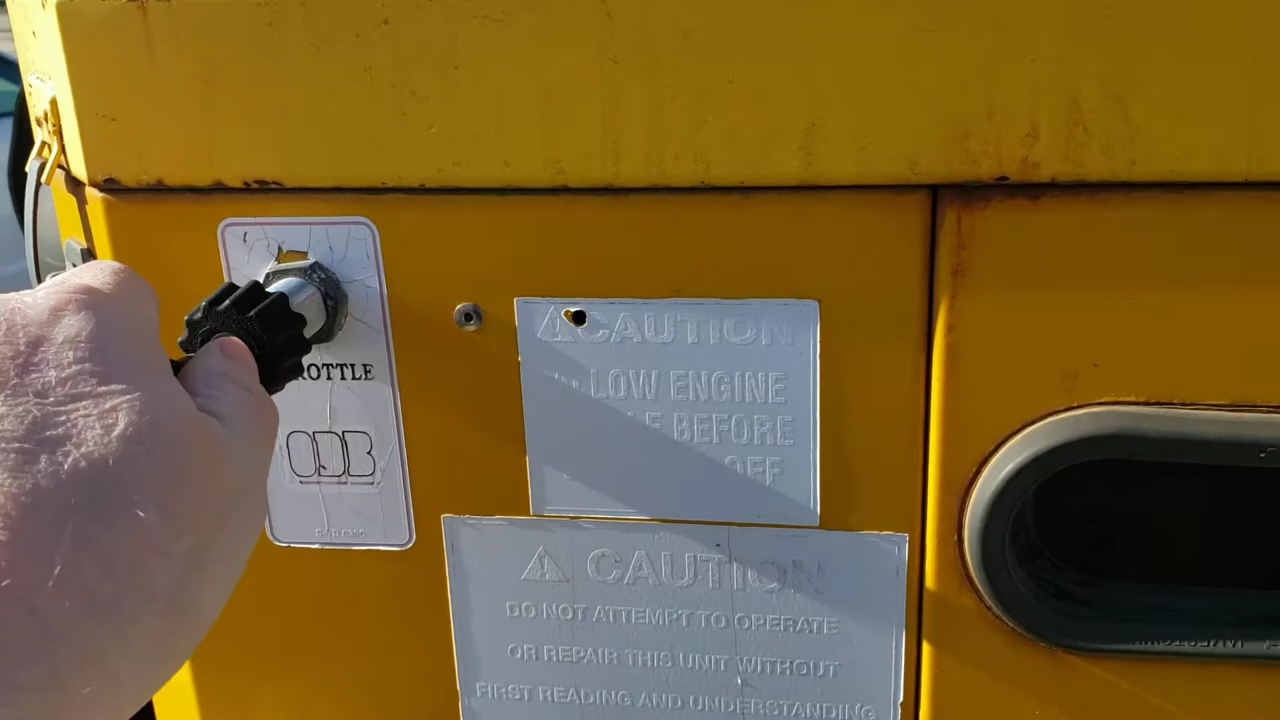 ROTTLE
ODB
CAUTION
LOW ENGINE
BEFORE
OFF
CAUTION
DO NOT ATTEMPT TO OPERATE
OR REPAIR THIS UNIT WITHOUT
FIRST READING AND UNDERSTANDING